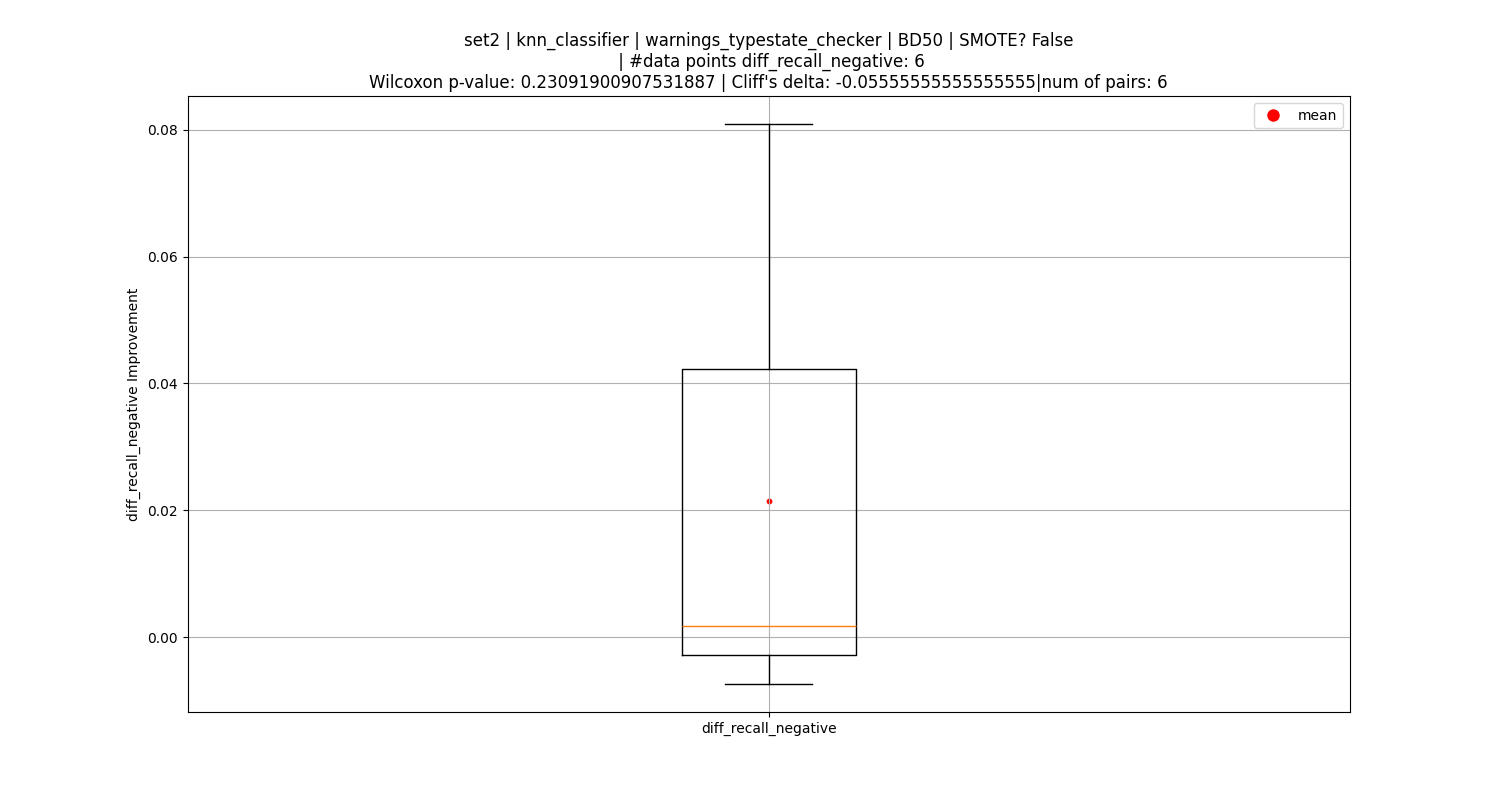 set2 | knn_classifier | warnings_typestate_checker | BD50 | SMOTE? False
| #data points diff_recall_negative: 6
Wilcoxon p-value: 0.23091900907531887 | Cliff's delta: -0.05555555555555555|num of pairs: 6
mean
0.08
0.06
0.04
0.02
0.00
diff_recall_negative Improvement
diff_recall_negative